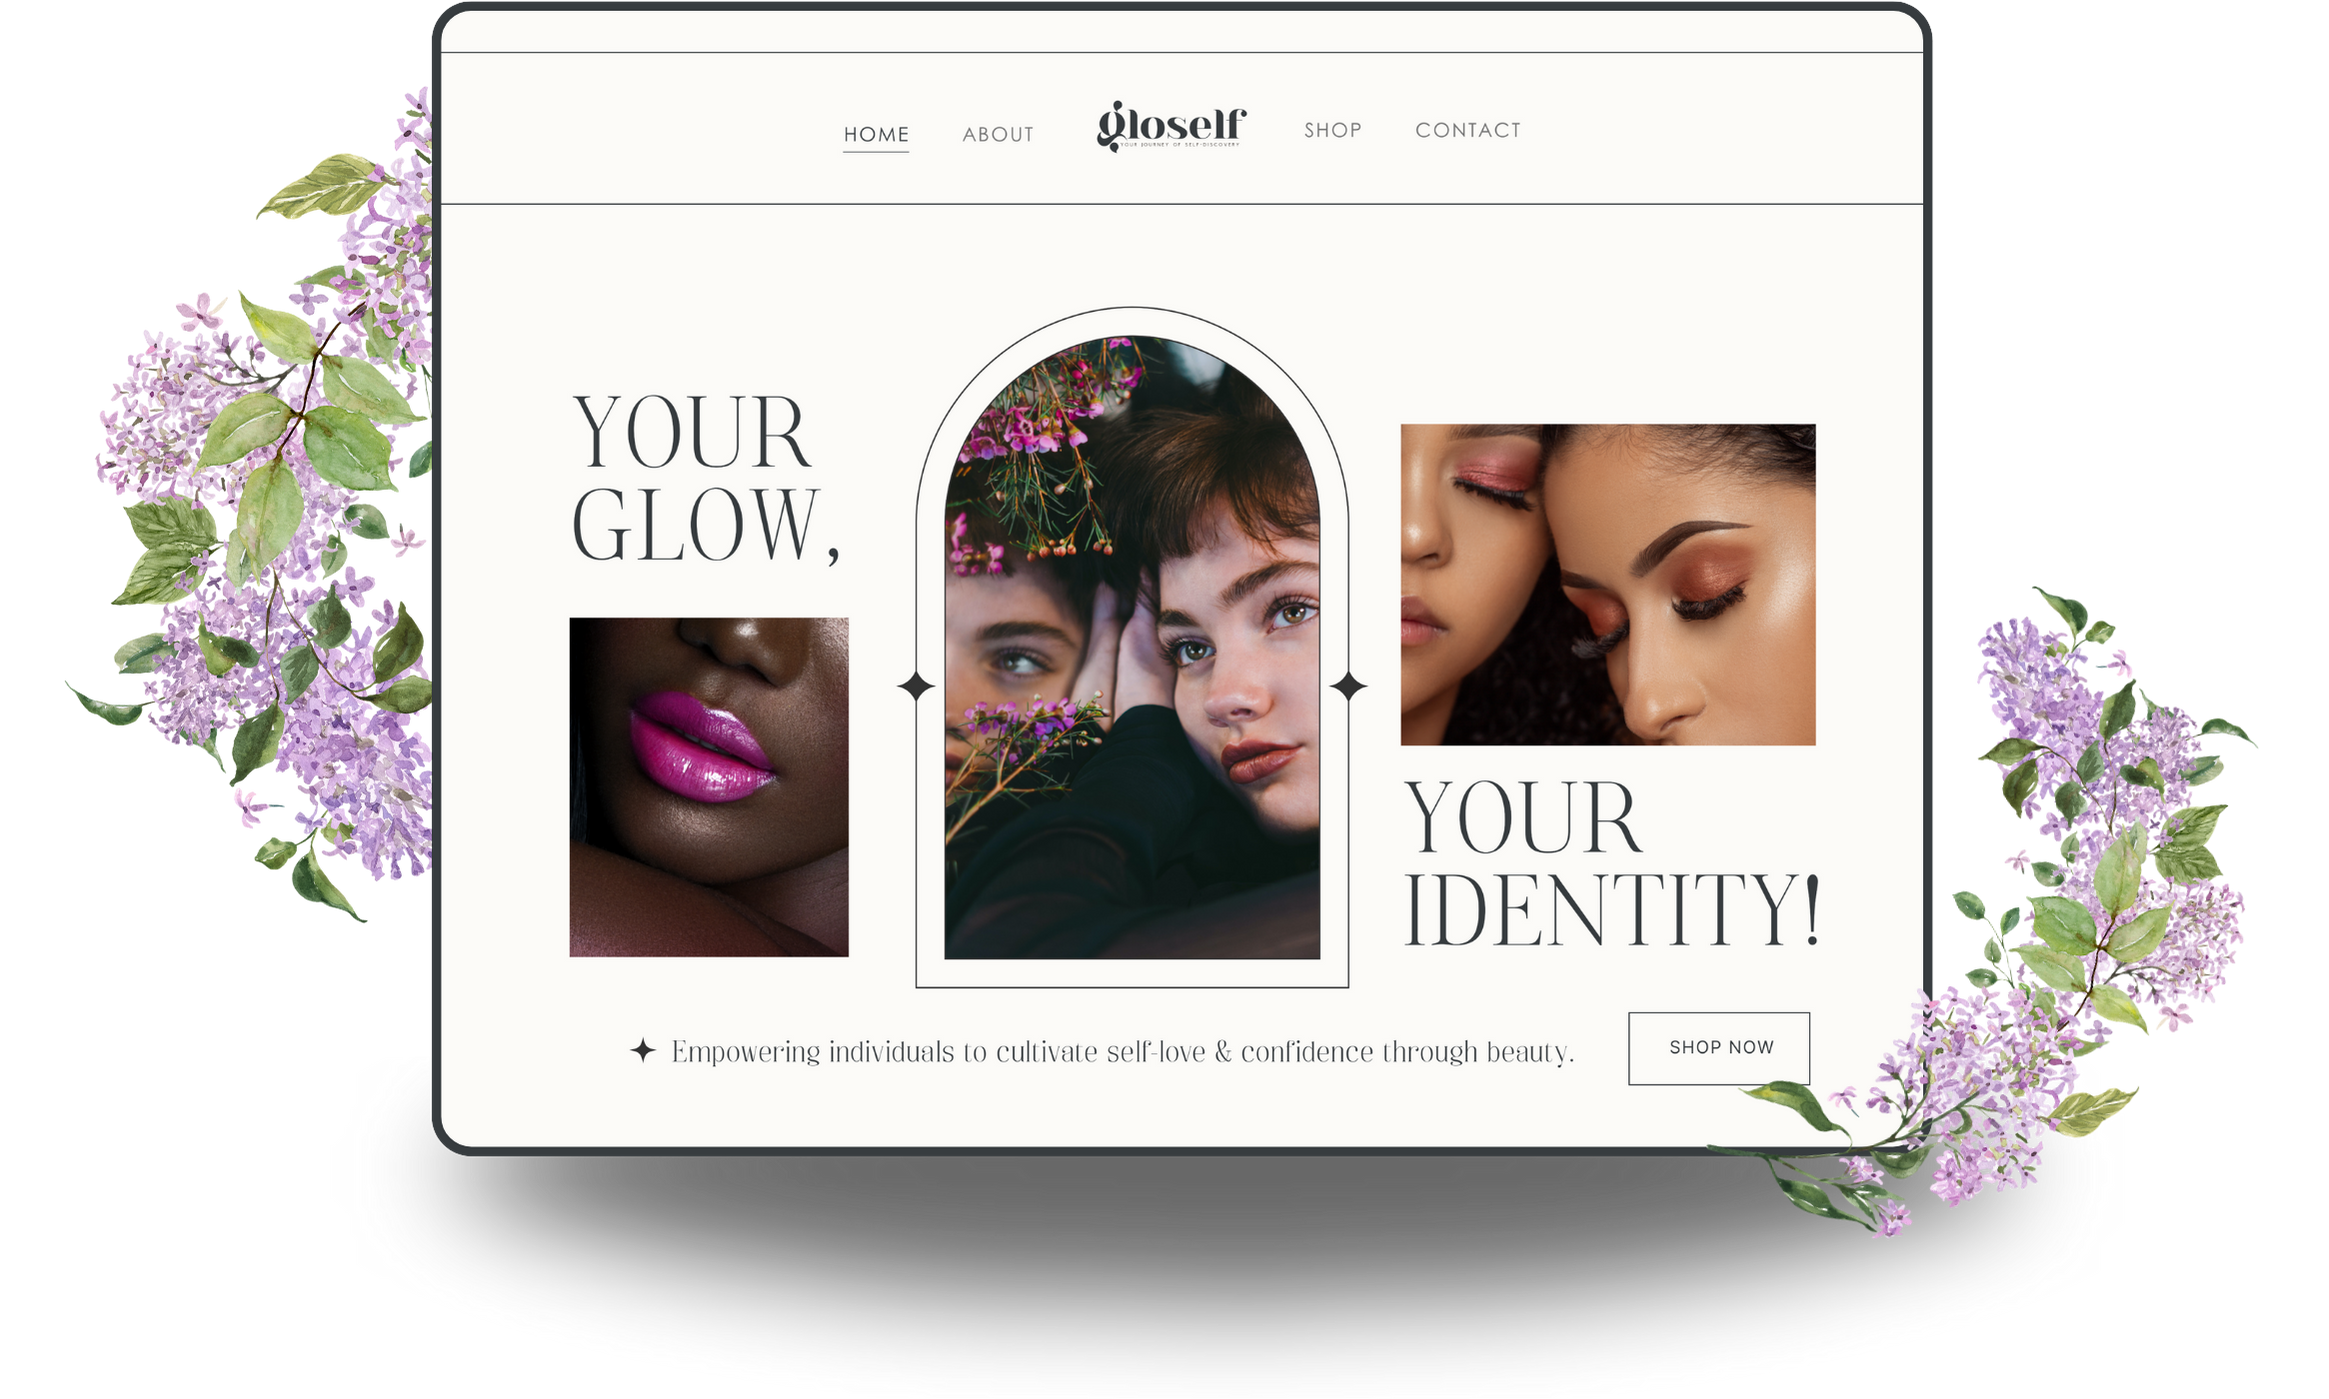 HOME ABOUT gloself SHOP CONTACT
YOUR JOURNEY OF SELF-DISCOVERY
YOUR
GLOW,
YOUR
IDENTITY!
Empowering individuals to cultivate self-love & confidence through beauty.
SHOP NOW